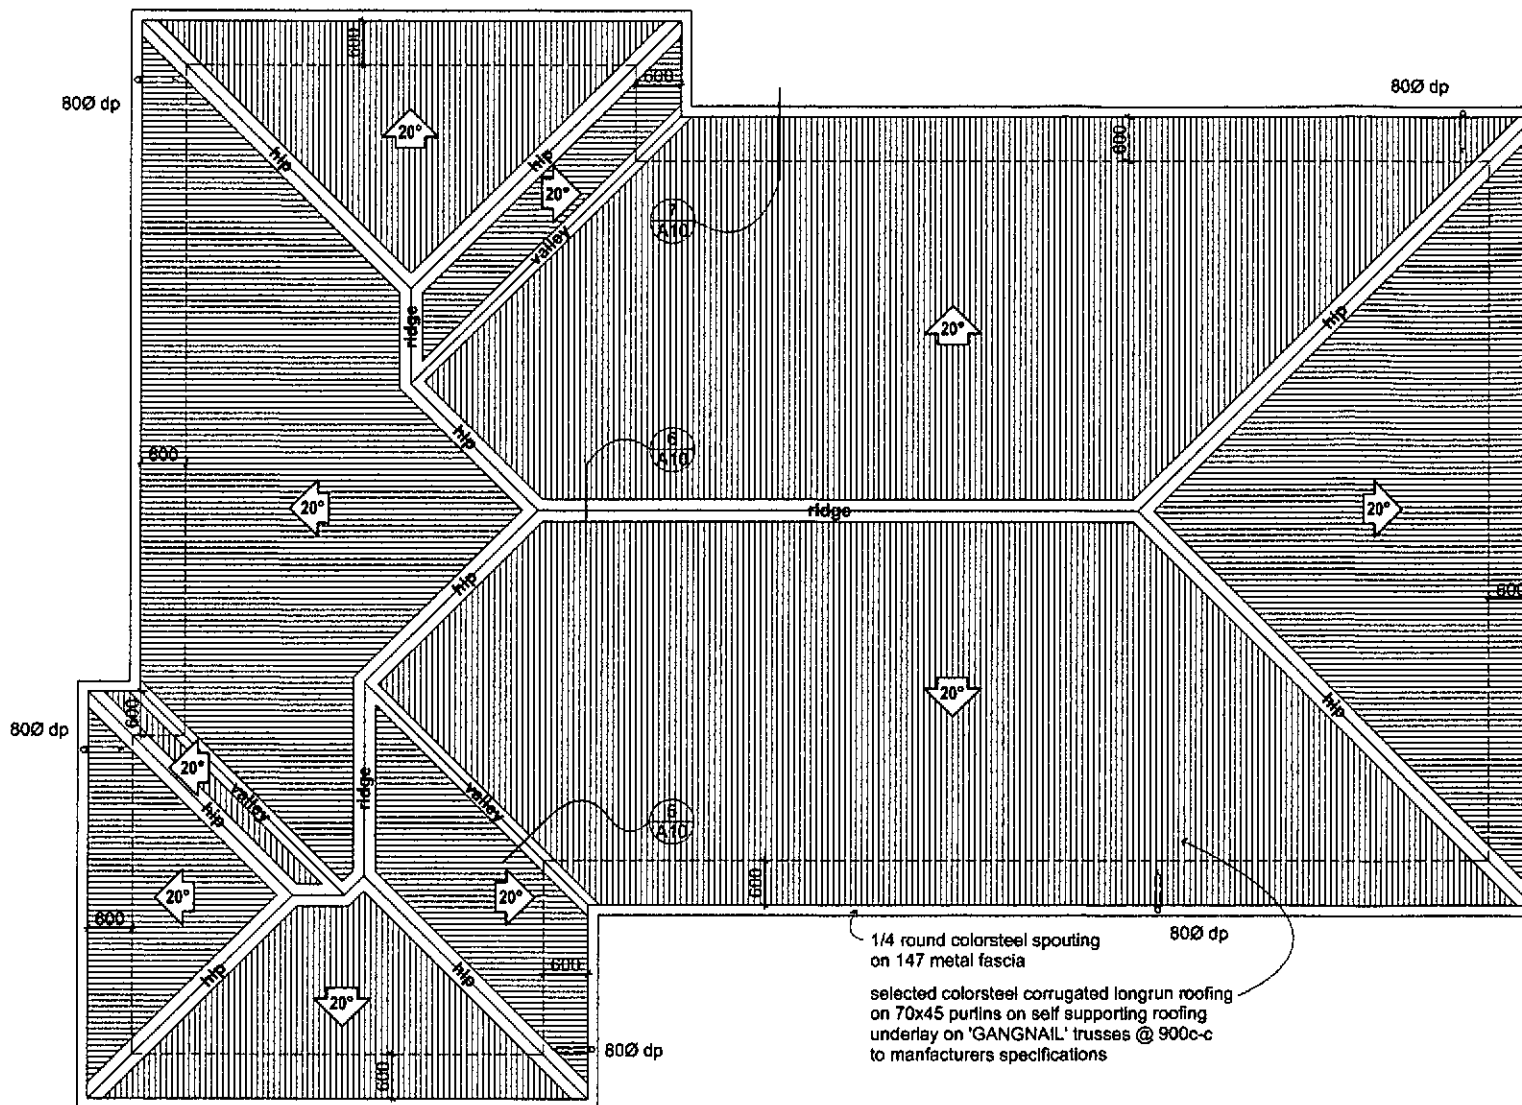 600
80Ø dp
600
80Ø dp
20°
hip
hip
20°
600
7
A10
valley
ridge
20°
hip
hip
6
A10
600
20°
ridge
20°
hip
600
20°
600
hip
80Ø dp
20°
valley
ridge
valley
hip
8
A10
20°
20°
600
600
hip
hip
600
20°
80Ø dp
1/4 round colorsteel spouting
on 147 metal fascia
selected colorsteel corrugated longrun roofing
on 70x45 purlins on self supporting roofing
underlay on 'GANGNAIL' trusses @ 900c-c
to manfacturers specifications
80Ø dp
600